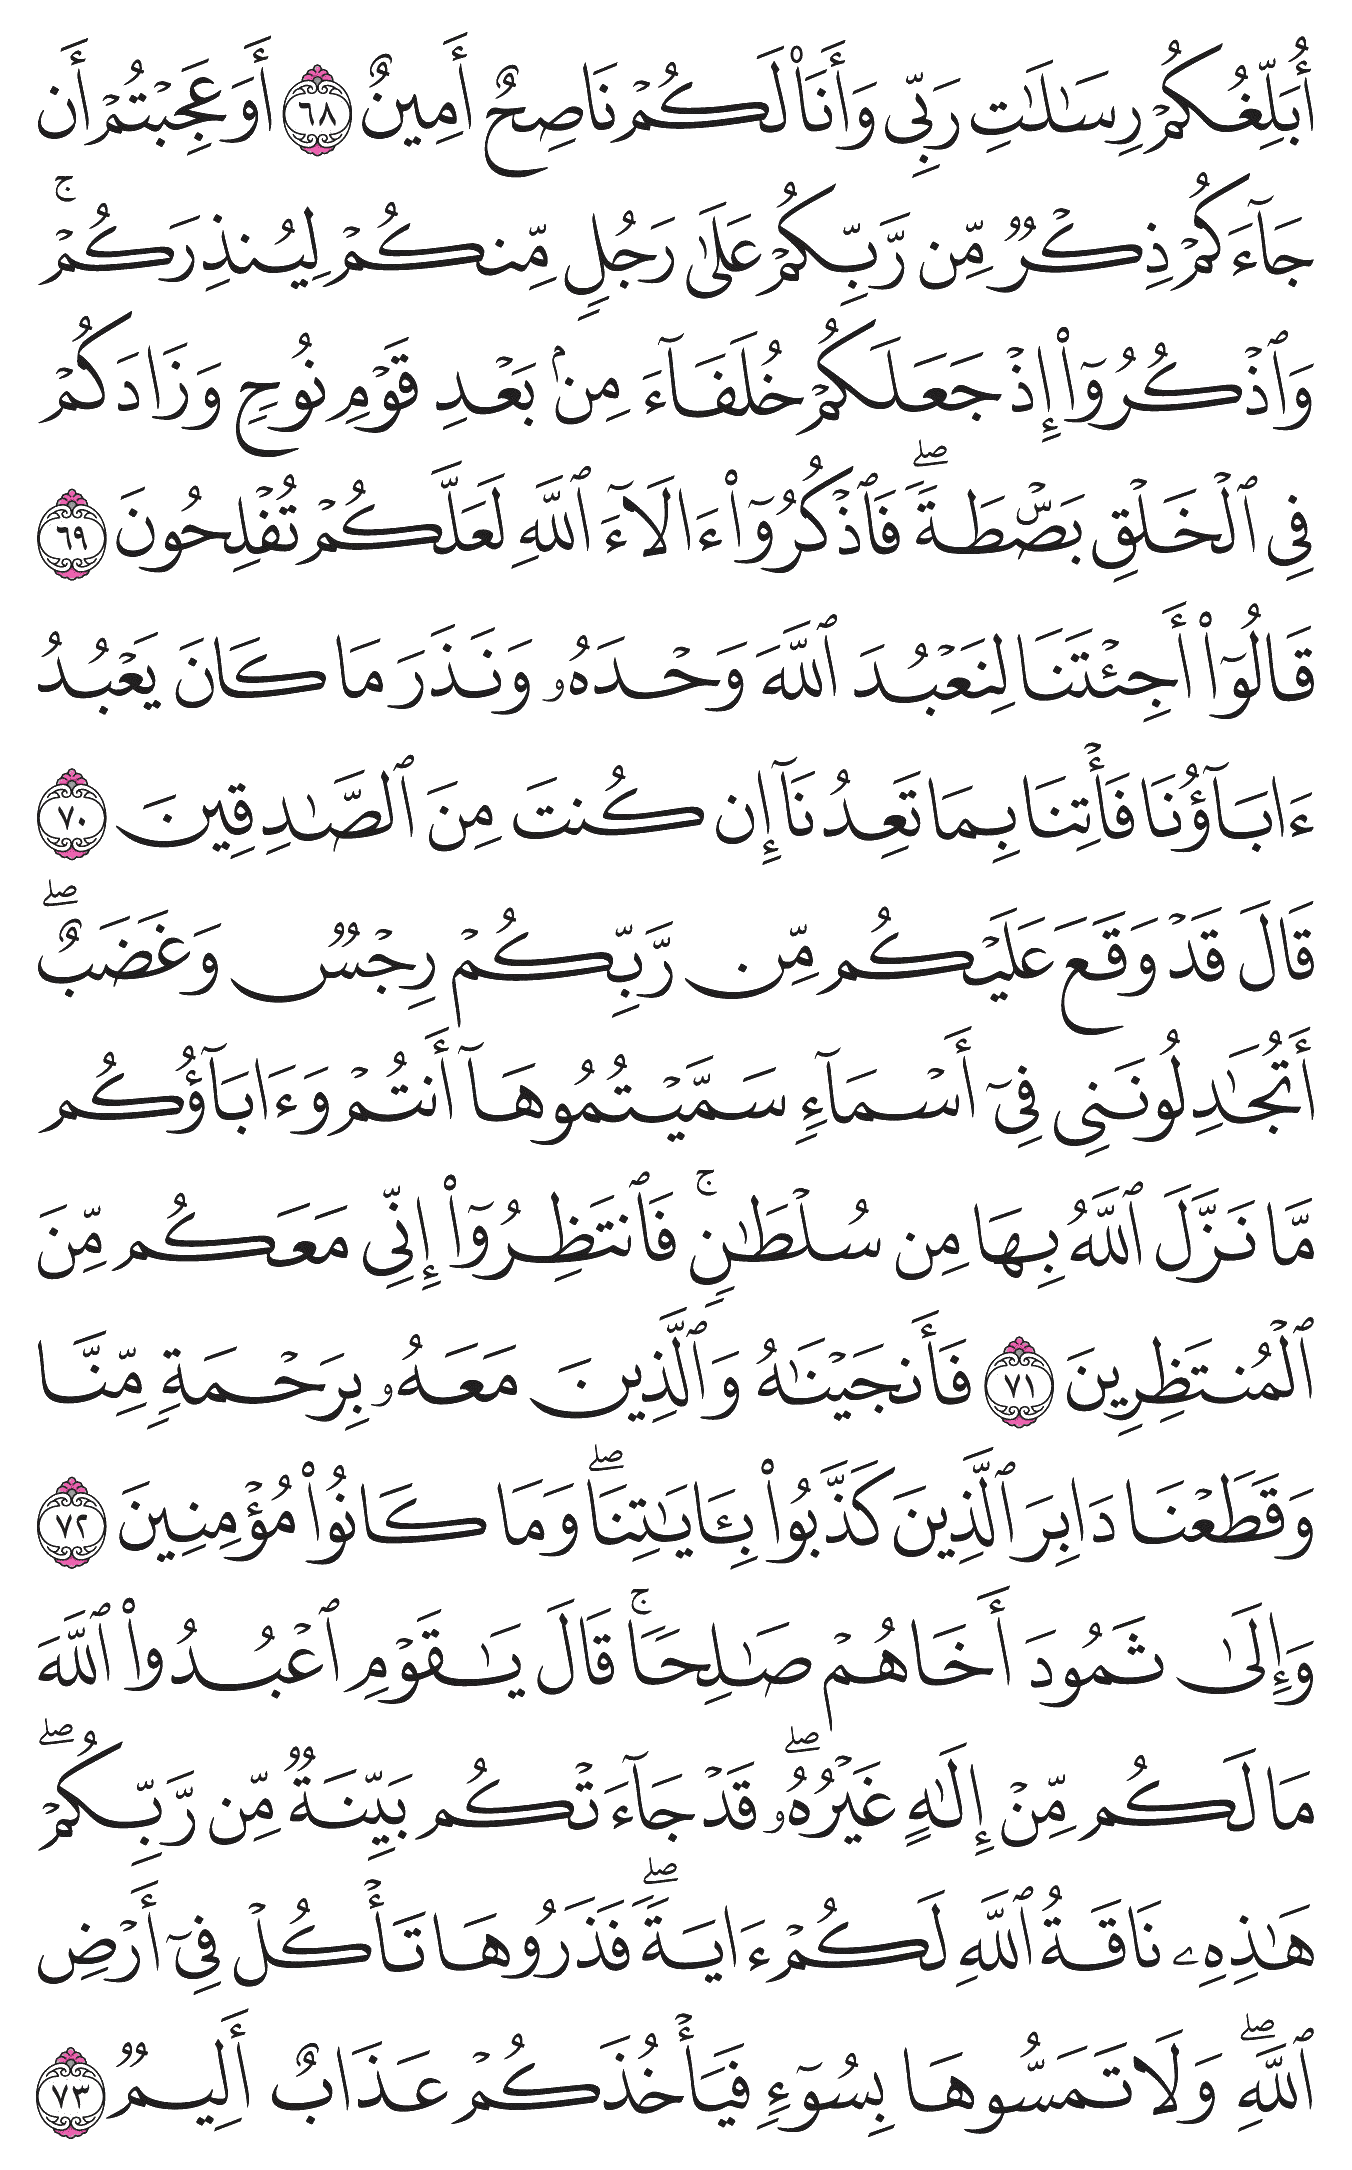 أُبَلِّغُكُمۡ رِسَٰلَٰتِ رَبِّي وَأَنَا۠ لَكُمۡ نَاصِحٌ أَمِينٌ ٦٨ أَوَعَجِبۡتُمۡ أَن
جَآءَكُمۡ ذِكۡرٞ مِّن رَّبِّكُمۡ عَلَىٰ رَجُلٖ مِّنكُمۡ لِيُنذِرَكُمۡۚ
وَٱذۡكُرُوٓاْ إِذۡ جَعَلَكُمۡ خُلَفَآءَ مِنۢ بَعۡدِ قَوۡمِ نُوحٖ وَزَادَكُمۡ
فِي ٱلۡخَلۡقِ بَصۜۡطَةٗۖ فَٱذۡكُرُوٓاْ ءَالَآءَ ٱللَّهِ لَعَلَّكُمۡ تُفۡلِحُونَ ٦٩
قَالُوٓاْ أَجِئۡتَنَا لِنَعۡبُدَ ٱللَّهَ وَحۡدَهُۥ وَنَذَرَ مَا كَانَ يَعۡبُدُ
ءَابَآؤُنَا فَأۡتِنَا بِمَا تَعِدُنَآ إِن كُنتَ مِنَ ٱلصَّٰدِقِينَ ٧٠
قَالَ قَدۡ وَقَعَ عَلَيۡكُم مِّن رَّبِّكُمۡ رِجۡسٞ وَغَضَبٌۖ
أَتُجَٰدِلُونَنِي فِيٓ أَسۡمَآءٖ سَمَّيۡتُمُوهَآ أَنتُمۡ وَءَابَآؤُكُم
مَّا نَزَّلَ ٱللَّهُ بِهَا مِن سُلۡطَٰنٖۚ فَٱنتَظِرُوٓاْ إِنِّي مَعَكُم مِّنَ
ٱلۡمُنتَظِرِينَ ٧١ فَأَنجَيۡنَٰهُ وَٱلَّذِينَ مَعَهُۥ بِرَحۡمَةٖ مِّنَّا
وَقَطَعۡنَا دَابِرَ ٱلَّذِينَ كَذَّبُواْ بِـَٔايَٰتِنَاۖ وَمَا كَانُواْ مُؤۡمِنِينَ ٧٢
وَإِلَىٰ ثَمُودَ أَخَاهُمۡ صَٰلِحٗاۚ قَالَ يَٰقَوۡمِ ٱعۡبُدُواْ ٱللَّهَ
مَا لَكُم مِّنۡ إِلَٰهٍ غَيۡرُهُۥۖ قَدۡ جَآءَتۡكُم بَيِّنَةٞ مِّن رَّبِّكُمۡۖ
هَٰذِهِۦ نَاقَةُ ٱللَّهِ لَكُمۡ ءَايَةٗۖ فَذَرُوهَا تَأۡكُلۡ فِيٓ أَرۡضِ
ٱللَّهِۖ وَلَا تَمَسُّوهَا بِسُوٓءٖ فَيَأۡخُذَكُمۡ عَذَابٌ أَلِيمٞ ٧٣